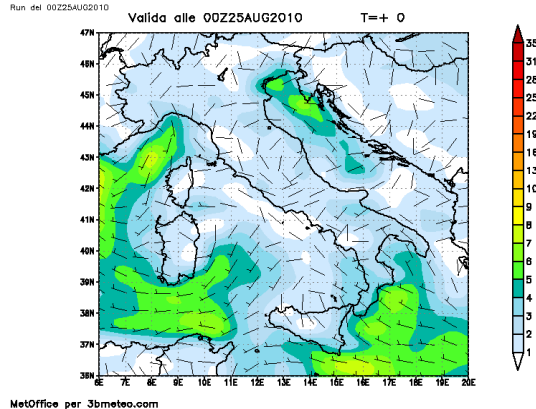 Run del 00Z25AUG2010
Valida alle 00Z25AUG2010 T=+ 0
47N
46N
45N
44N
43N
42N
41N
40N
39N
38N
37N
36N
35N
6E 7E 8E 9E 10E 11E 12E 13E 14E 15E 16E 17E 18E 19E 20E
35
31
28
25
22
19
16
13
10
9
8
7
6
5
4
3
2
1
MetOffice per 3bmeteo.com